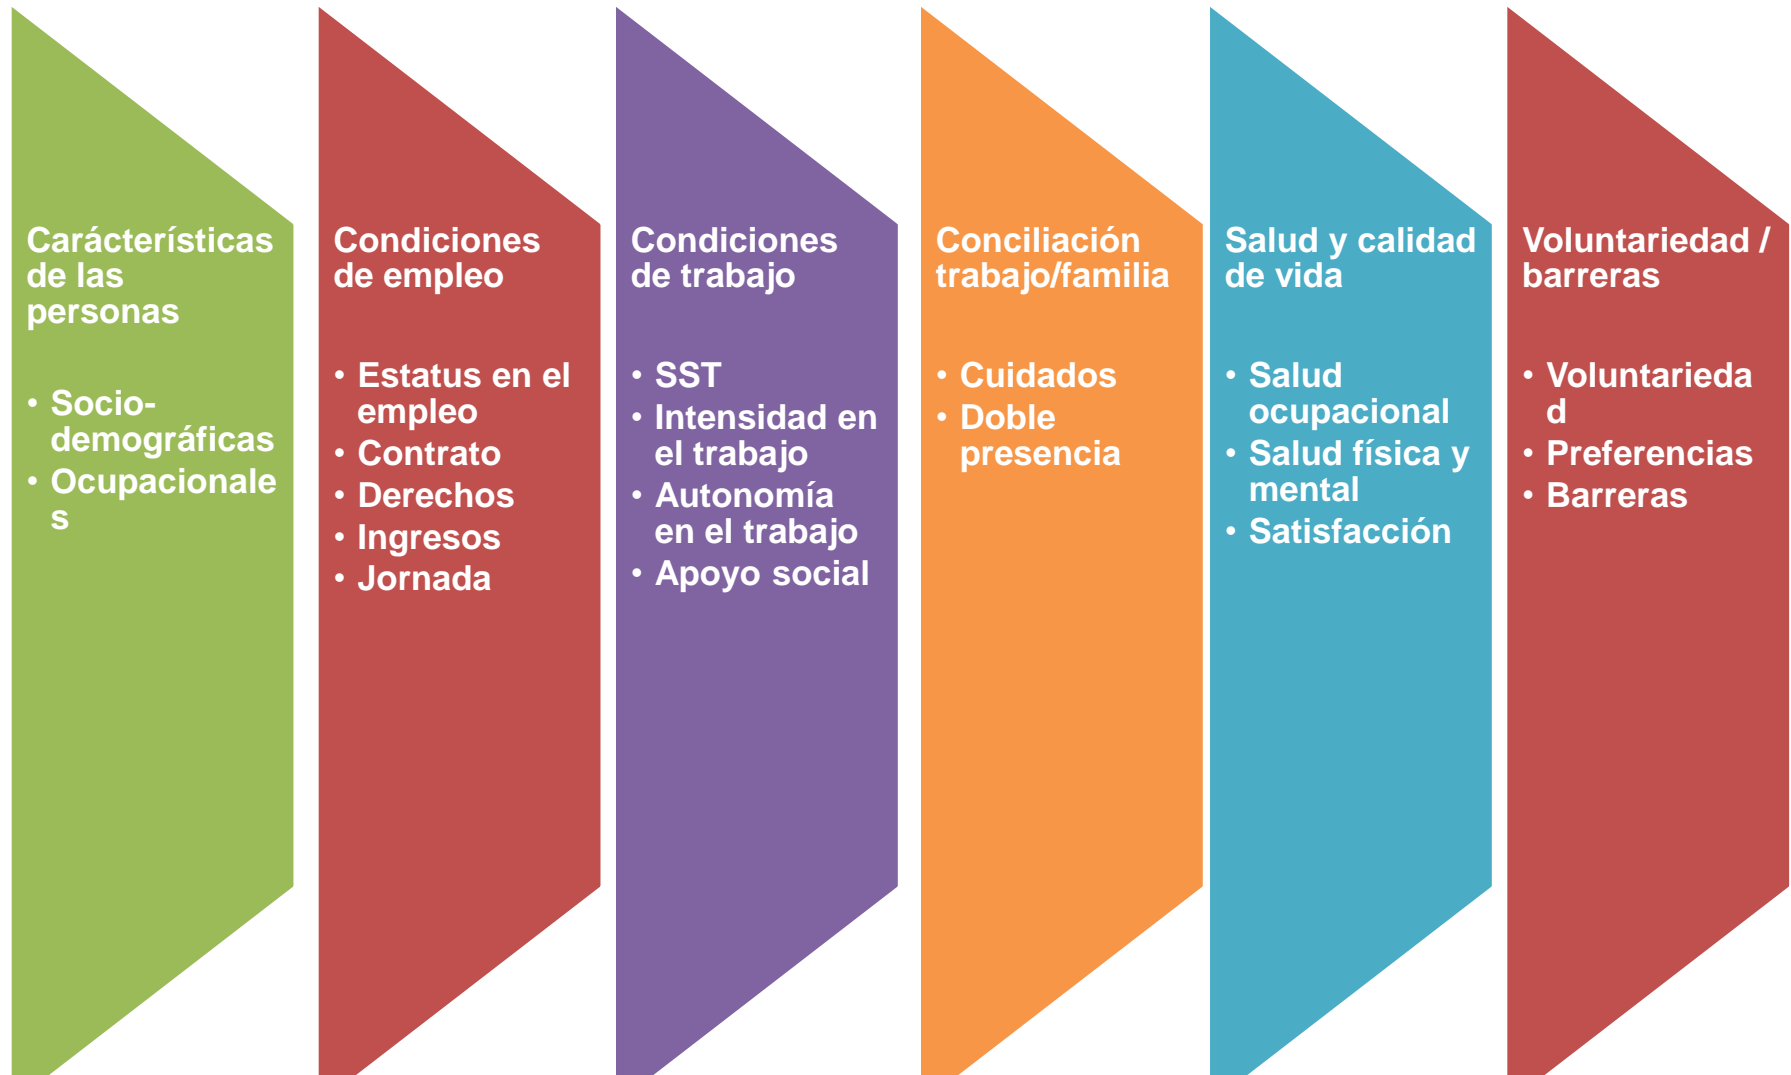 Carácterísticas
de las
personas
• Socio-
demográficas
• Ocupacionale
s
Condiciones
de empleo
• Estatus en el
empleo
• Contrato
• Derechos
• Ingresos
• Jornada
Condiciones
de trabajo
• SST
• Intensidad en
el trabajo
• Autonomía
en el trabajo
• Apoyo social
Conciliación
trabajo/familia
• Cuidados
• Doble
presencia
Salud y calidad
de vida
• Salud
ocupacional
• Salud física y
mental
• Satisfacción
Voluntariedad /
barreras
• Voluntarieda
d
• Preferencias
• Barreras